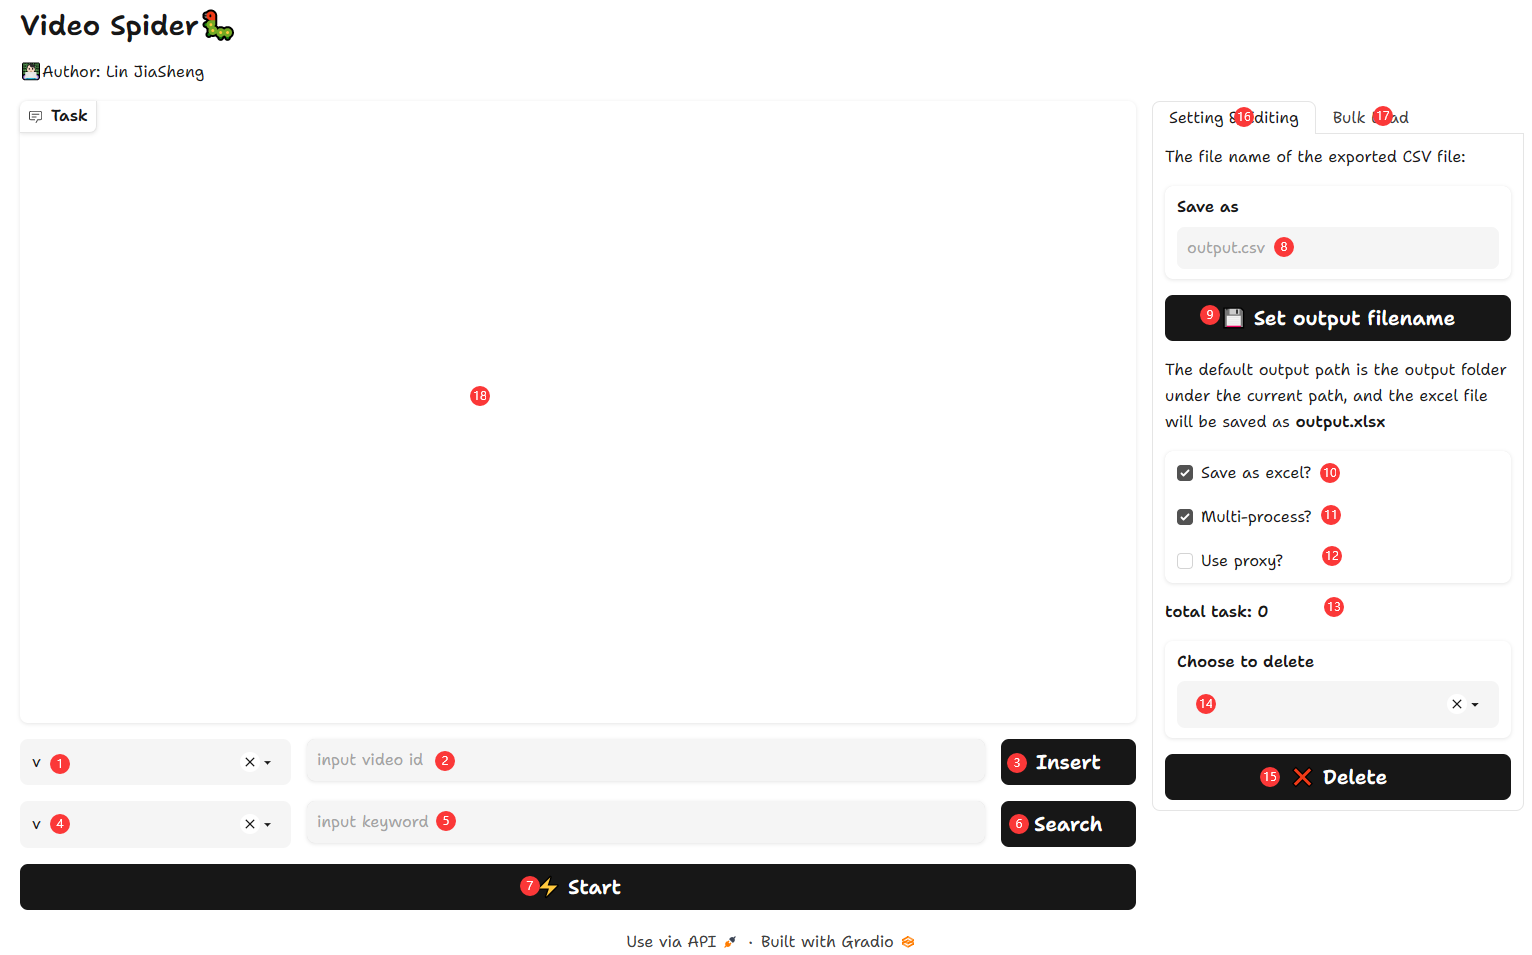 Video Spider
Author: Lin JiaSheng
Task
18
v 1
input video id 2
3 Insert
v 4
input keyword 5
6 Search
7 Start
Setting & 16 diting
Bulk 17 ad
The file name of the exported CSV file:
Save as
output.csv 8
9 Set output filename
The default output path is the output folder
under the current path, and the excel file
will be saved as output.xlsx
Save as excel? 10
Multi-process? 11
Use proxy? 12
total task: 0 13
Choose to delete
14
15 Delete
Use via API · Built with Gradio